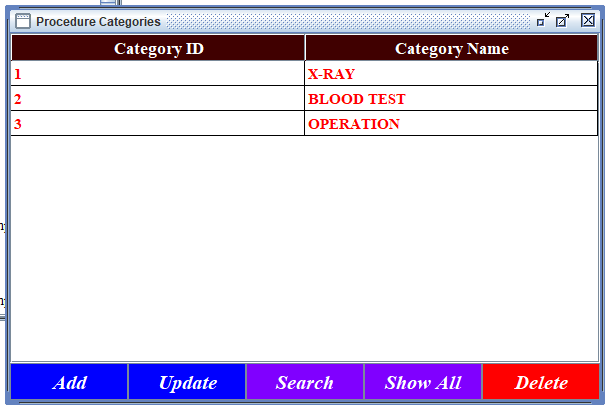 Procedure Categories
Category ID Category Name
1 X-RAY
2 BLOOD TEST
3 OPERATION
Add Update Search Show All Delete